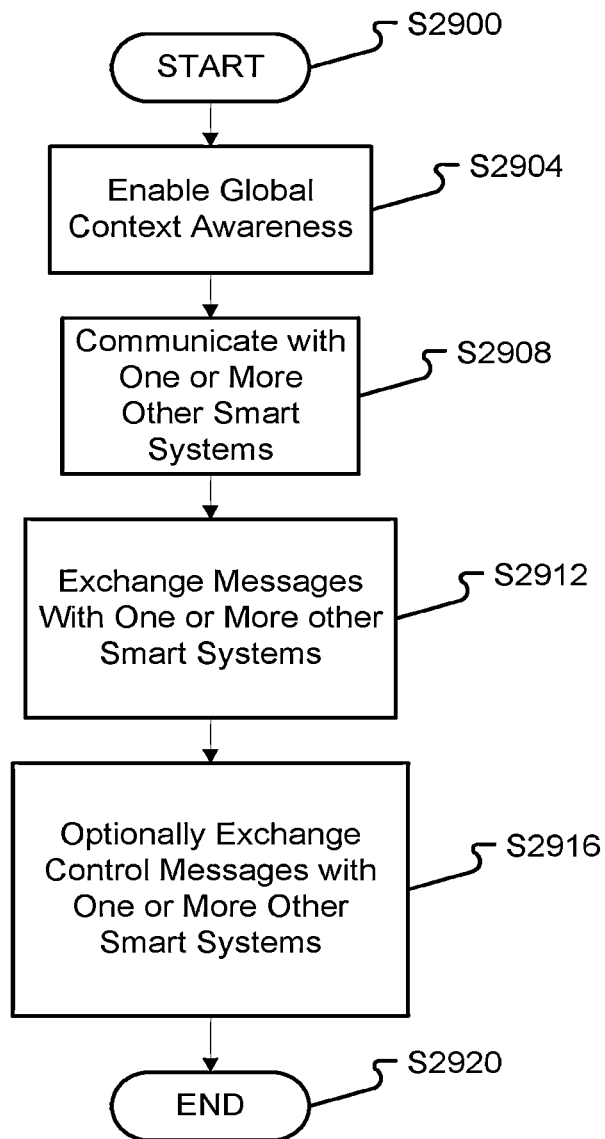 START
S2900
Enable Global
Context Awareness
S2904
Communicate with
One or More
Other Smart
Systems
S2908
Exchange Messages
With One or More other
Smart Systems
S2912
Optionally Exchange
Control Messages with
One or More Other
Smart Systems
S2916
END
S2920